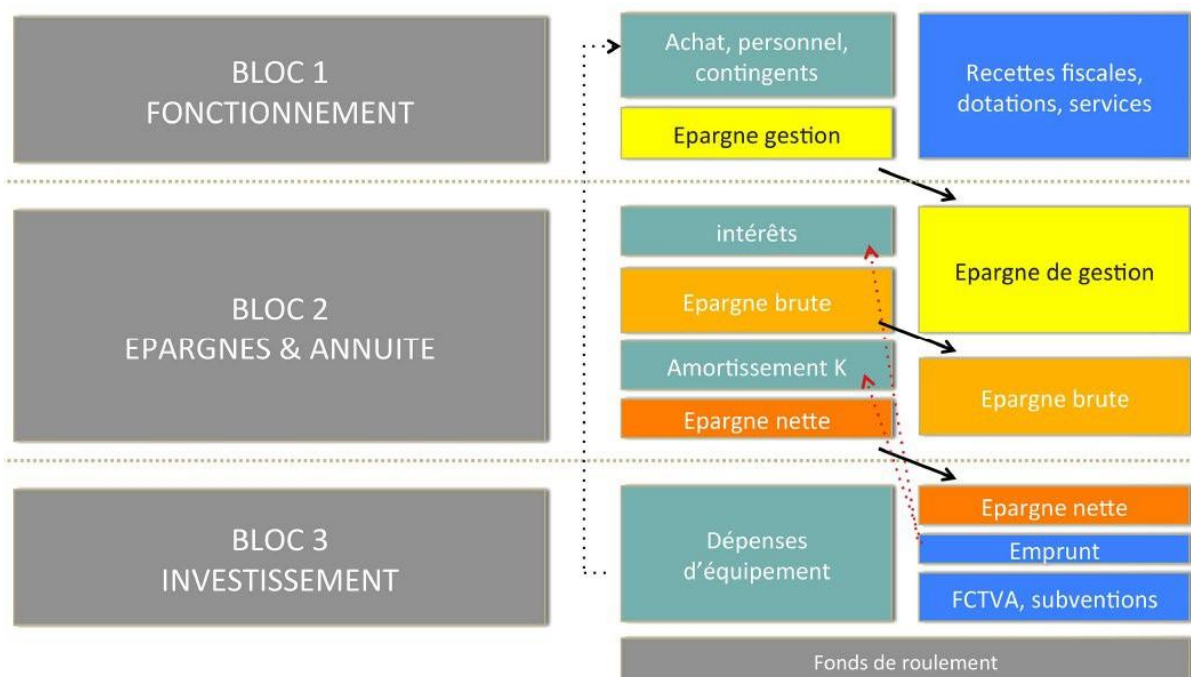 BLOC 1
FONCTIONNEMENT
Achat, personnel,
contingents
Epargne gestion
Recettes fiscales,
dotations, services
BLOC 2
EPARGNES & ANNUITE
intérêts
Epargne brute
Amortissement K
Epargne nette
Epargne de gestion
Epargne brute
BLOC 3
INVESTISSEMENT
Dépenses
d'équipement
Epargne nette
Emprunt
FCTVA, subventions
Fonds de roulement